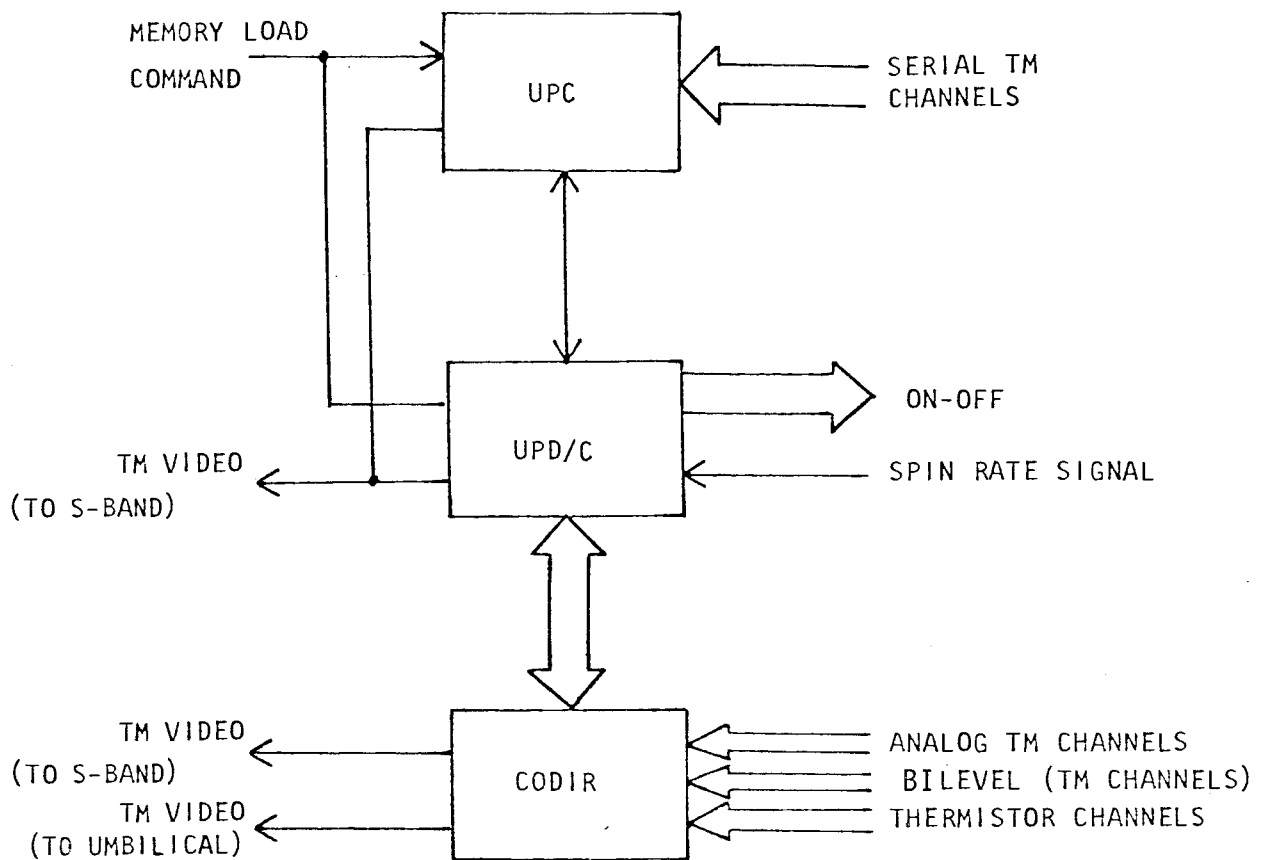 MEMORY LOAD
COMMAND
UPC
SERIAL TM
CHANNELS
UPD/C
ON-OFF
SPIN RATE SIGNAL
TM VIDEO
(TO S-BAND)
TM VIDEO
(TO S-BAND)
TM VIDEO
(TO UMBILICAL)
CODIR
ANALOG TM CHANNELS
BILEVEL (TM CHANNELS)
THERMISTOR CHANNELS